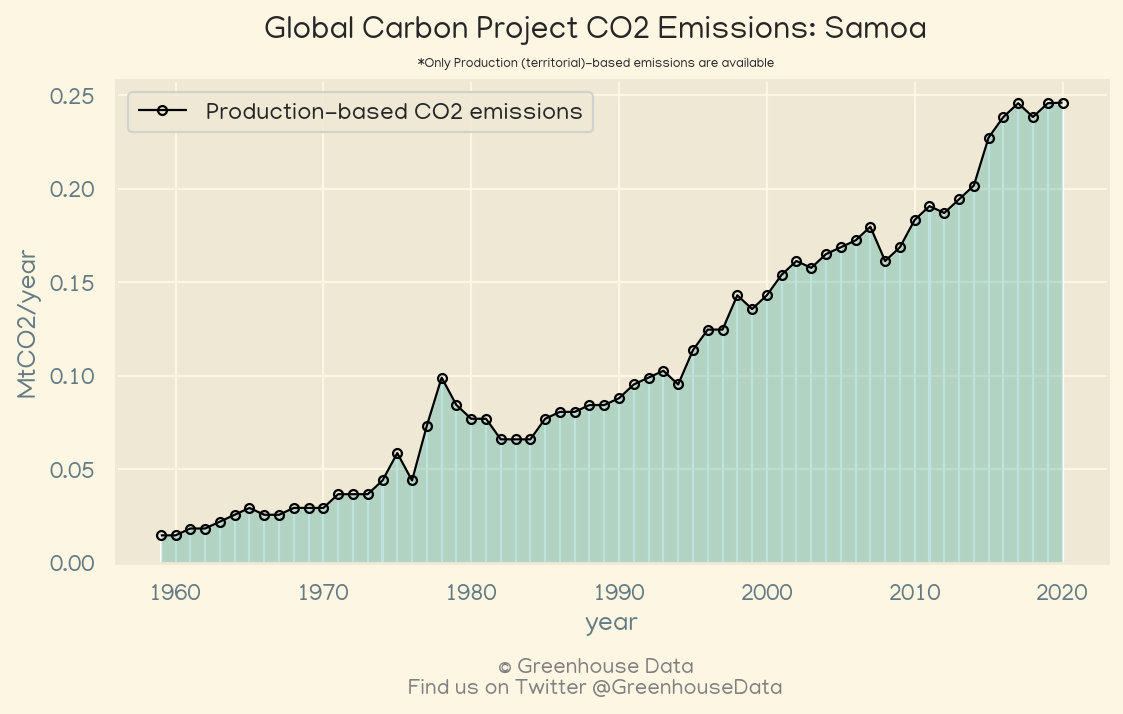 Global Carbon Project CO2 Emissions: Samoa
*Only Production (territorial)-based emissions are available
Production-based CO2 emissions
0.25
0.20
0.15
0.10
0.05
0.00
MtCO2/year
1960 1970 1980 1990 2000 2010 2020
year
© Greenhouse Data
Find us on Twitter @GreenhouseData